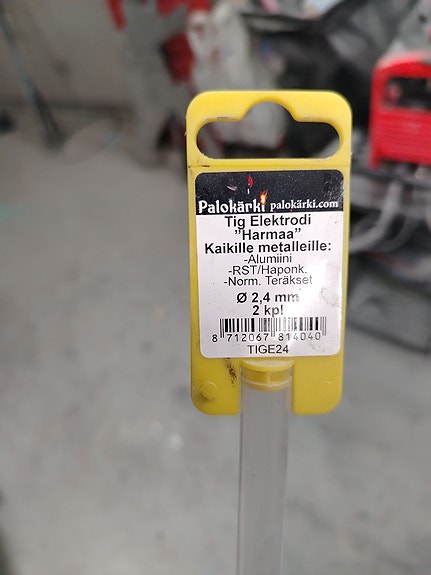 Palokärki palokärki.com
Tig Elektrodi
"Harmaa"
Kaikille metalleille:
-Alumiini
-RST/Haponk.
-Norm. Teräkset
Ø 2,4 mm
2 kpl
8 712067 814040
TIGE24